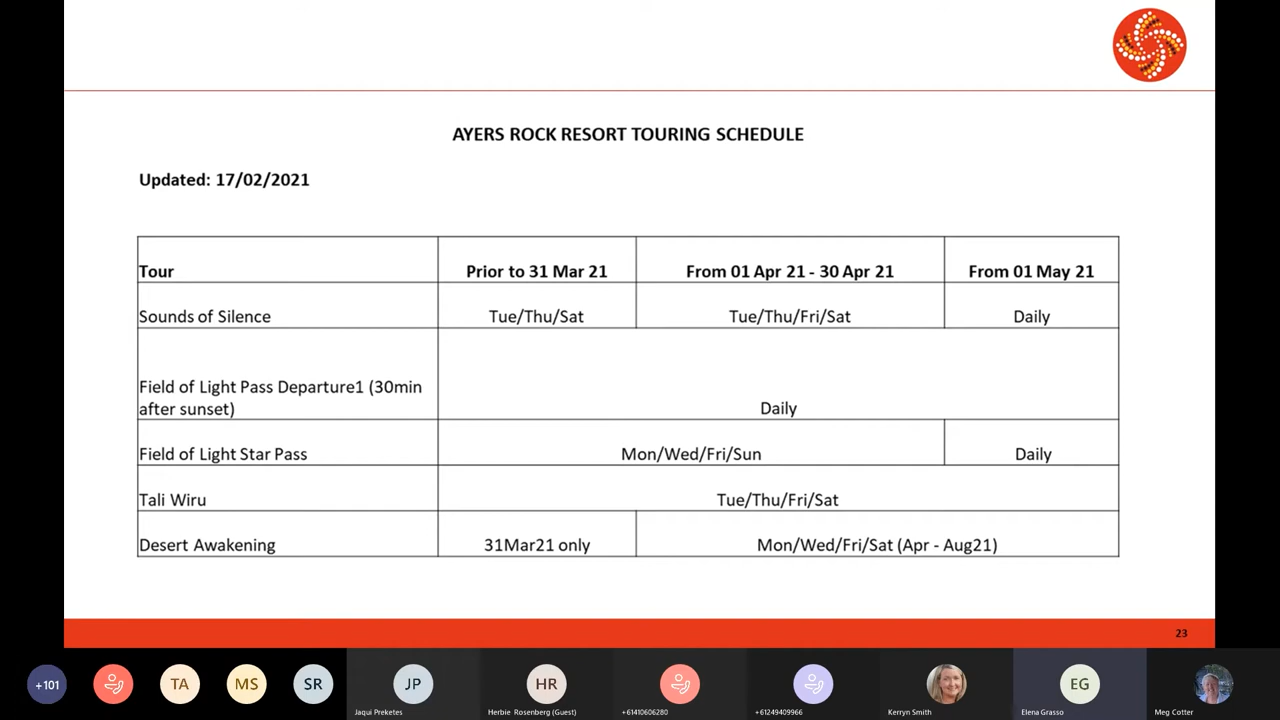 AYERS ROCK RESORT TOURING SCHEDULE
Updated: 17/02/2021
Tour Prior to 31 Mar 21 From 01 Apr 21 - 30 Apr 21 From 01 May 21
Sounds of Silence Tue/Thu/Sat Tue/Thu/Fri/Sat Daily
Field of Light Pass Departure1 (30min
after sunset) Daily
Field of Light Star Pass Mon/Wed/Fri/Sun Daily
Tali Wiru Tue/Thu/Fri/Sat
Desert Awakening 31Mar21 only Mon/Wed/Fri/Sat (Apr - Aug21)
23
+101 TA MS SR JP HR EG
Jaqui Preketes Herbie Rosenberg (Guest) +61410606280 +61249409966 Kerryn Smith Elena Grasso Meg Cotter